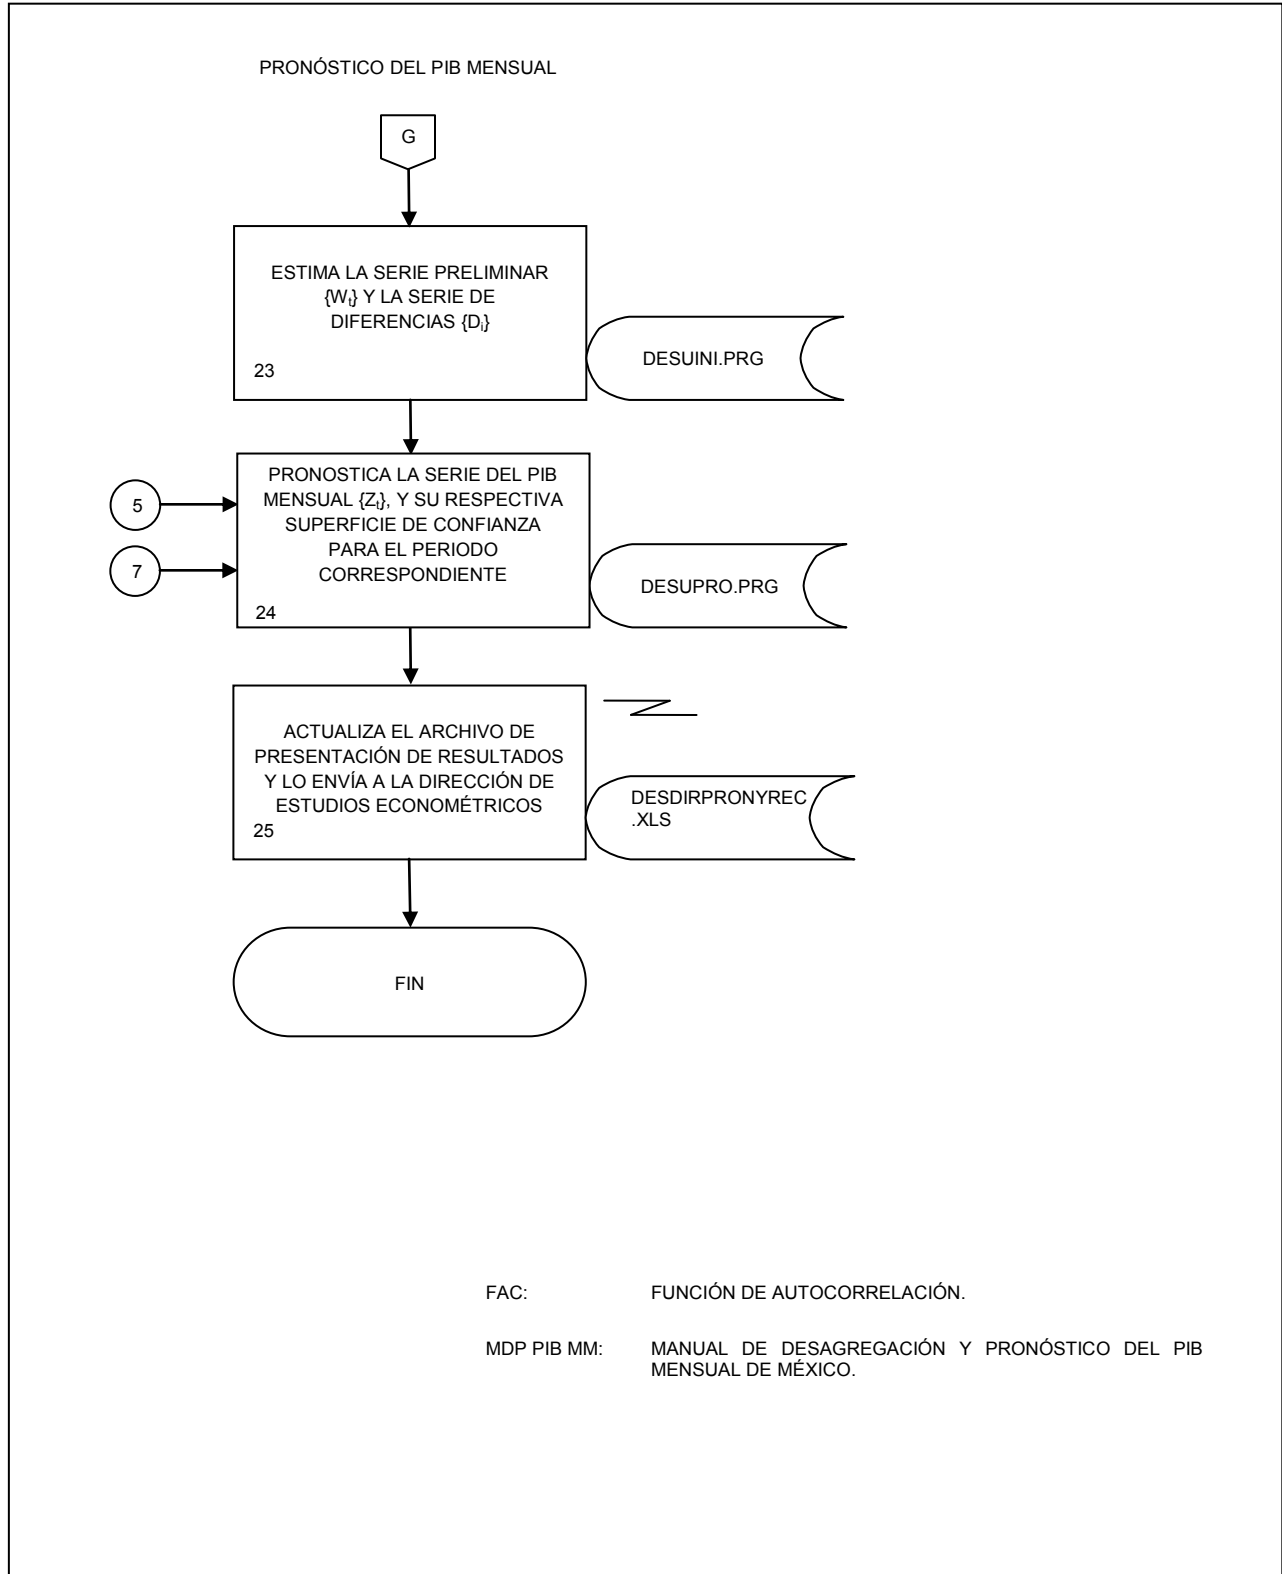 PRONÓSTICO DEL PIB MENSUAL
G
ESTIMA LA SERIE PRELIMINAR
{Wₜ} Y LA SERIE DE
DIFERENCIAS {Dᵢ}
23
DESUINI.PRG
PRONOSTICA LA SERIE DEL PIB
MENSUAL {Zₜ}, Y SU RESPECTIVA
SUPERFICIE DE CONFIANZA
PARA EL PERIODO
CORRESPONDIENTE
24
5
7
DESUPRO.PRG
ACTUALIZA EL ARCHIVO DE
PRESENTACIÓN DE RESULTADOS
Y LO ENVÍA A LA DIRECCIÓN DE
ESTUDIOS ECONOMÉTRICOS
25
DESDIRPRONYREC
.XLS
FIN
FAC: FUNCIÓN DE AUTOCORRELACIÓN.
MDP PIB MM: MANUAL DE DESAGREGACIÓN Y PRONÓSTICO DEL PIB
MENSUAL DE MÉXICO.